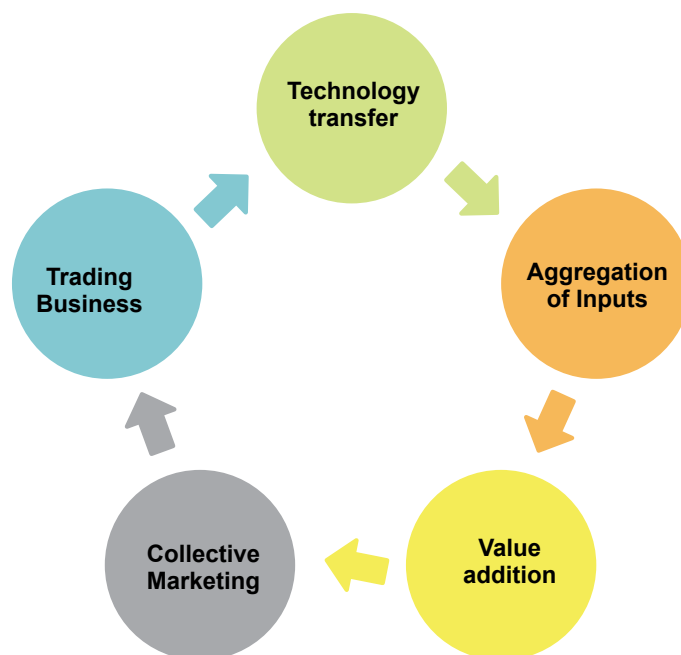 Technology
transfer
Aggregation
of Inputs
Value
addition
Collective
Marketing
Trading
Business